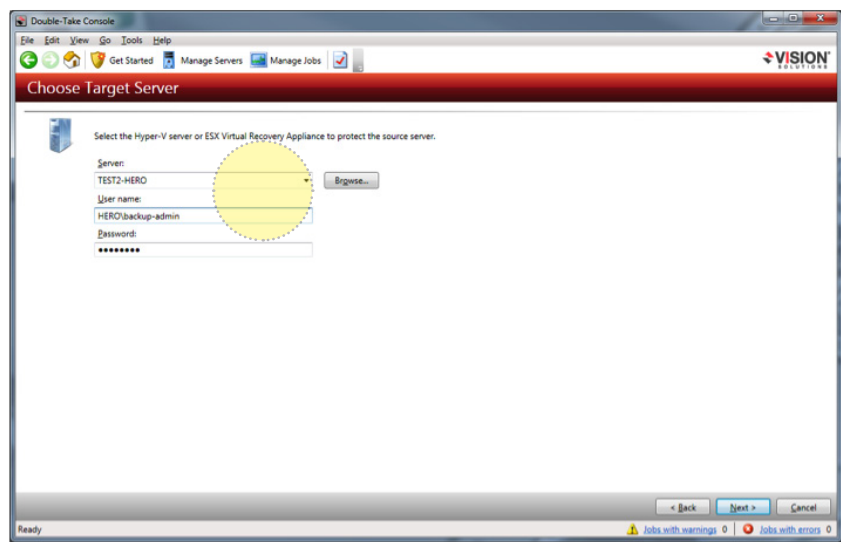 Double-Take Console
File Edit View Go Tools Help
Get Started Manage Servers Manage Jobs
VISION
SOLUTIONS
Choose Target Server
Select the Hyper-V server or ESX Virtual Recovery Appliance to protect the source server.
Server:
TEST2-HERO Browse...
User name:
HERO\backup-admin
Password:
••••••••
< Back Next > Cancel
Ready Jobs with warnings 0 Jobs with errors 0